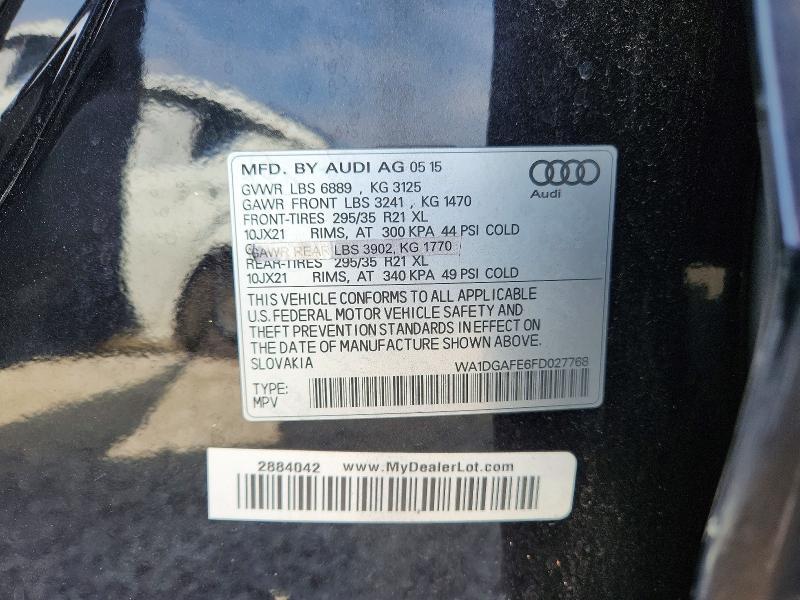 MFD. BY AUDI AG 05 15
GVWR LBS 6889 , KG 3125
GAWR FRONT LBS 3241 , KG 1470
FRONT-TIRES 295/35 R21 XL
10JX21 RIMS, AT 300 KPA 44 PSI COLD
GAWR REAR LBS 3902, KG 1770
REAR-TIRES 295/35 R21 XL
10JX21 RIMS, AT 340 KPA 49 PSI COLD
Audi
THIS VEHICLE CONFORMS TO ALL APPLICABLE
U.S. FEDERAL MOTOR VEHICLE SAFETY AND
THEFT PREVENTION STANDARDS IN EFFECT ON
THE DATE OF MANUFACTURE SHOWN ABOVE.
SLOVAKIA WA1DGAFE6FD027768
TYPE:
MPV
2884042 www.MyDealerLot.com